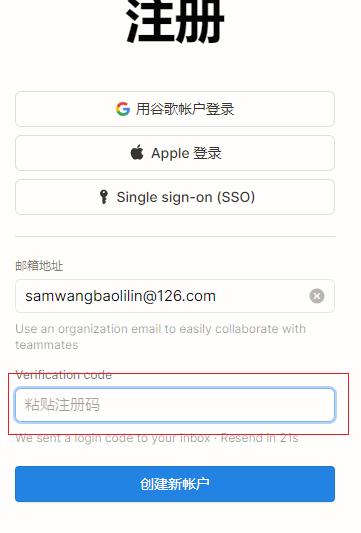 注册
用谷歌帐户登录
Apple 登录
Single sign-on (SSO)
邮箱地址
samwangbaolilin@126.com
Use an organization email to easily collaborate with
teammates
Verification code
粘贴注册码
We sent a login code to your inbox · Resend in 21s
创建新帐户